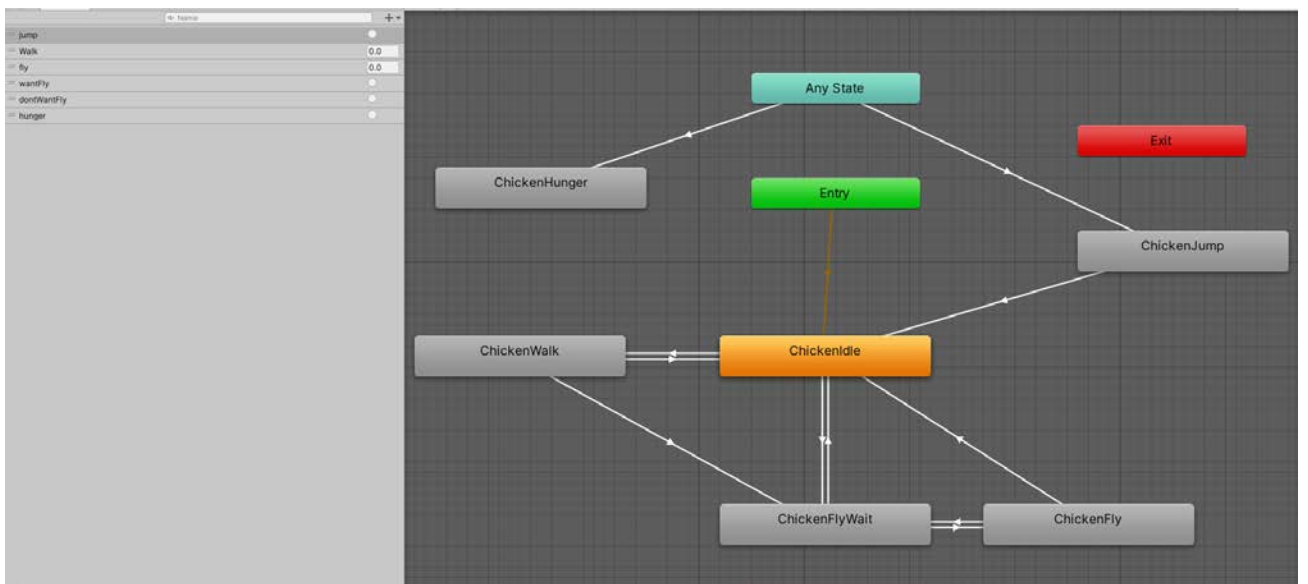 Name
jump
Walk 0.0
fly 0.0
wantFly
dontWantFly
hunger
Any State
Exit
ChickenHunger
Entry
ChickenJump
ChickenWalk
ChickenIdle
ChickenFlyWait
ChickenFly